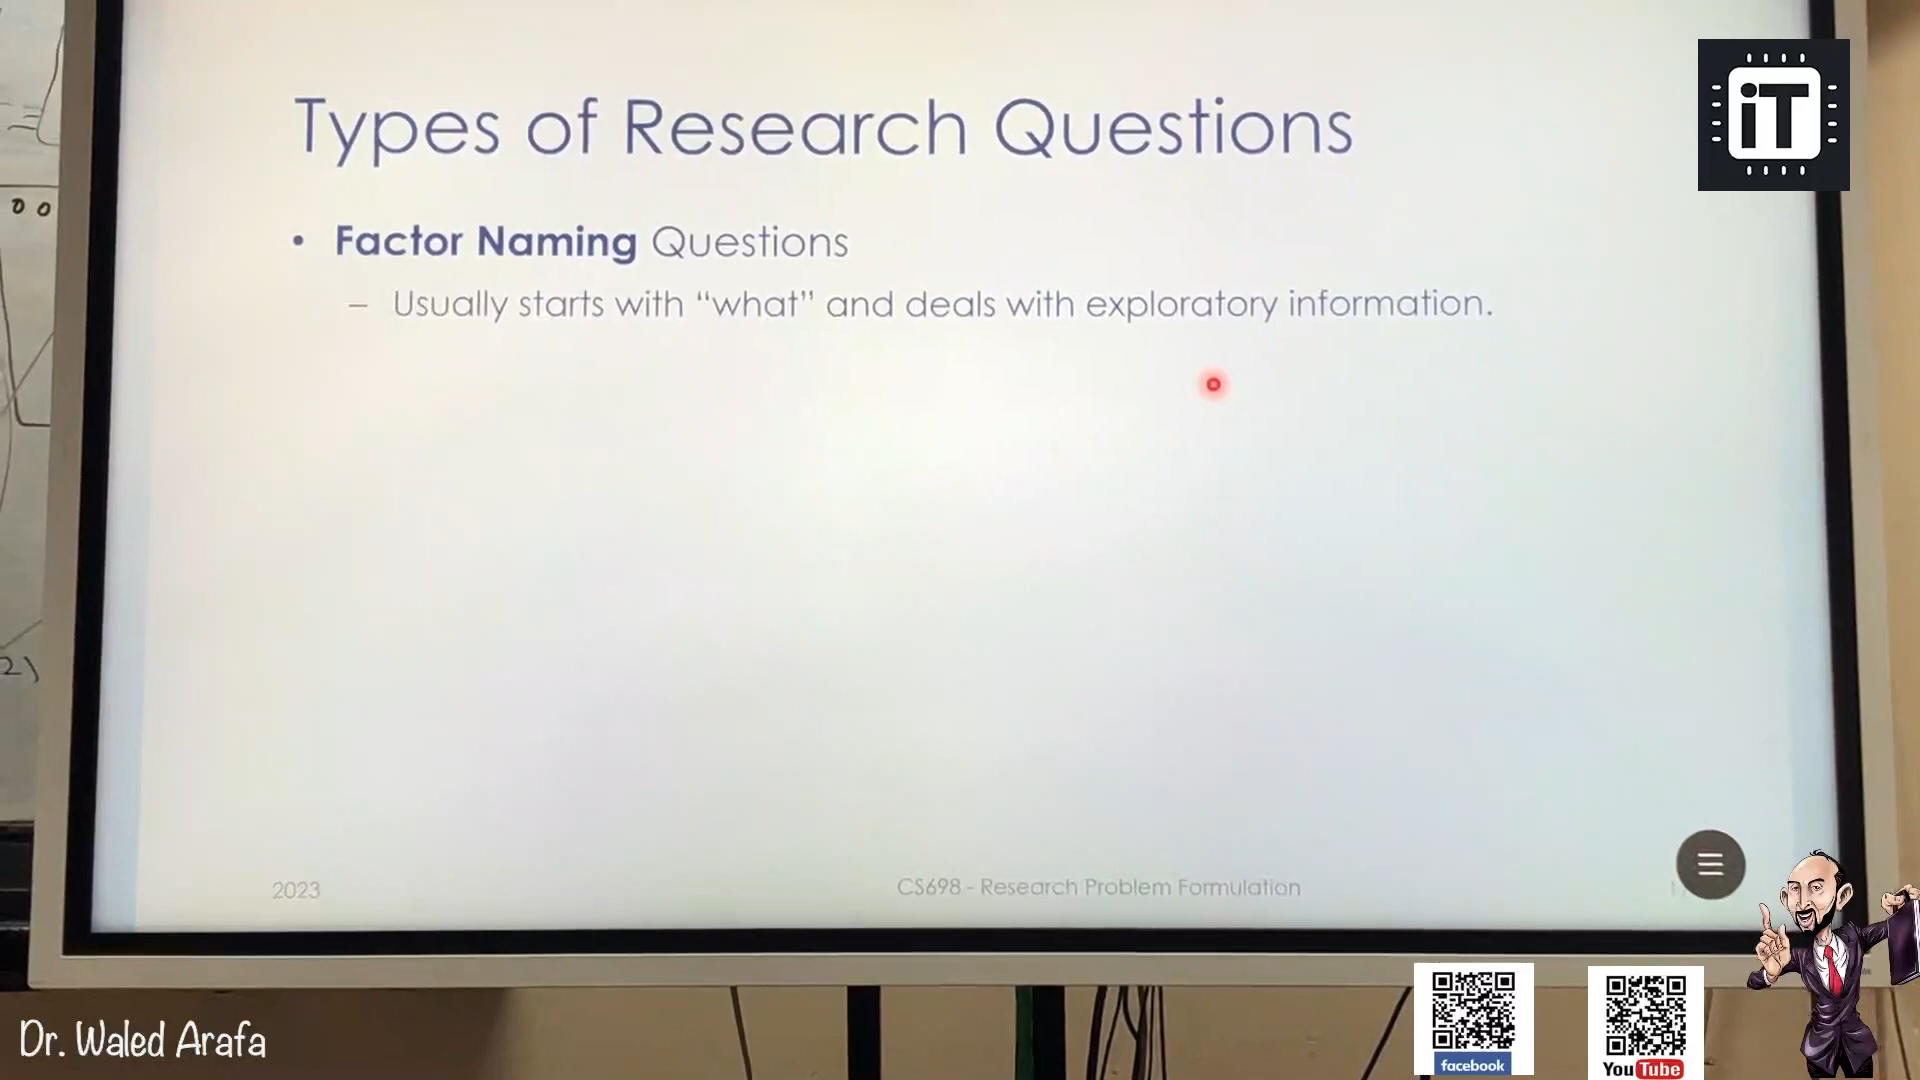 iT
Types of Research Questions
• Factor Naming Questions
– Usually starts with “what” and deals with exploratory information.
2023
CS698 - Research Problem Formulation
Dr. Waled Arafa
facebook
YouTube